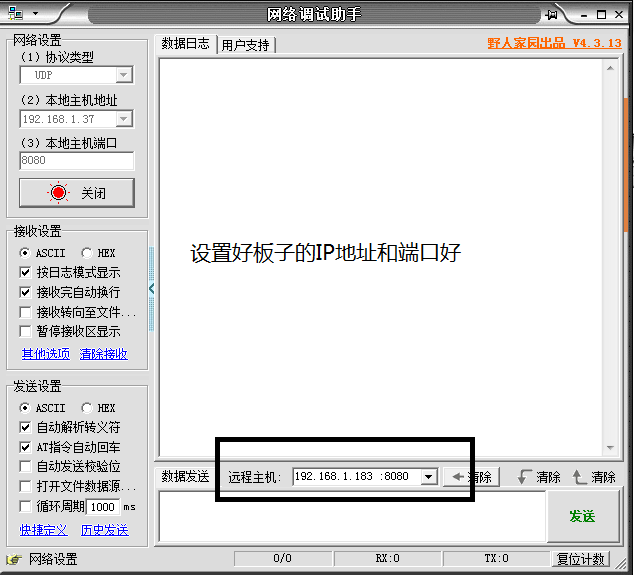 网络调试助手
网络设置
(1) 协议类型
UDP
(2) 本地主机地址
192.168.1.37
(3) 本地主机端口
8080
关闭
接收设置
ASCII HEX
按日志模式显示
接收完自动换行
接收转向至文件...
暂停接收区显示
其他选项 清除接收
发送设置
ASCII HEX
自动解析转义符
AT指令自动回车
自动发送校验位
打开文件数据源...
循环周期 1000 ms
快捷定义 历史发送
数据日志 用户支持 野人家园出品 V4.3.13
设置好板子的IP地址和端口好
数据发送 远程主机: 192.168.1.183 :8080 清除 清除 清除
发送
网络设置 0/0 RX:0 TX:0 复位计数